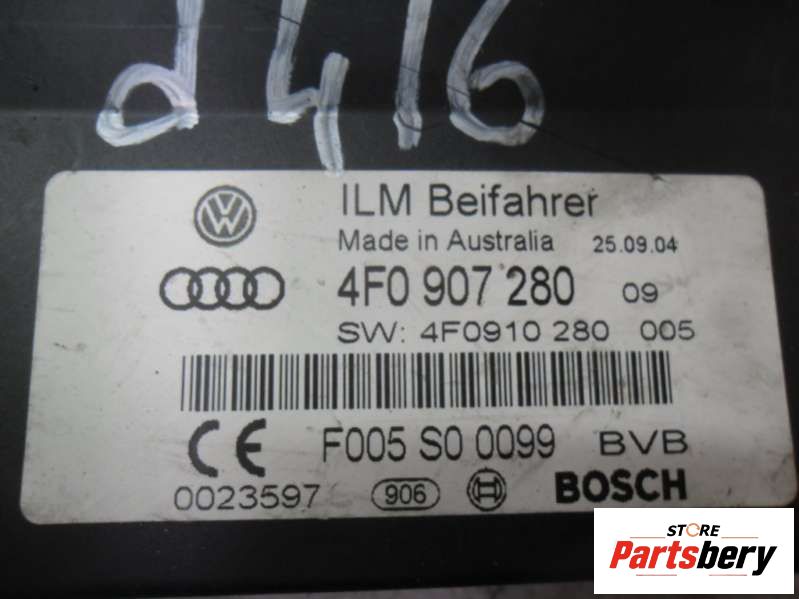 d416
ILM Beifahrer
Made in Australia 25.09.04
4F0 907 280 09
SW: 4F0910 280 005
CE F005 S0 0099 BVB
0023597 906 BOSCH
STORE
Partsbery